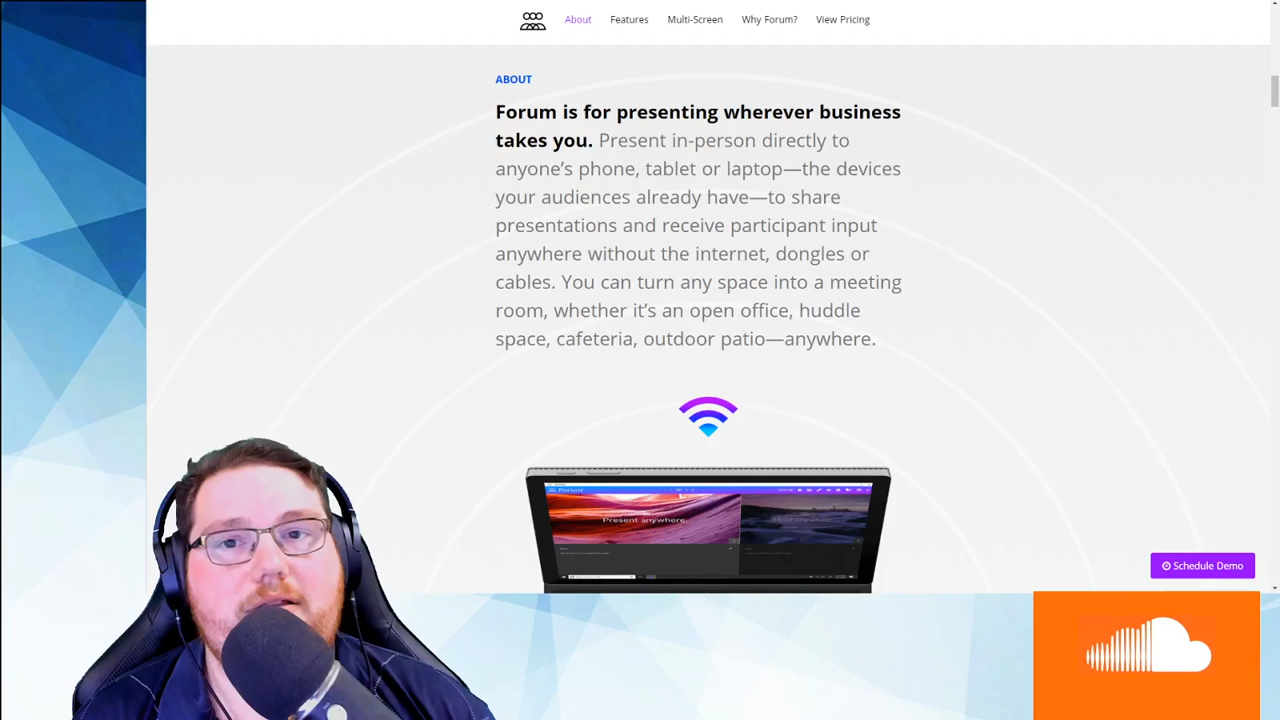 About Features Multi-Screen Why Forum? View Pricing
ABOUT
Forum is for presenting wherever business
takes you. Present in-person directly to
anyone’s phone, tablet or laptop—the devices
your audiences already have—to share
presentations and receive participant input
anywhere without the internet, dongles or
cables. You can turn any space into a meeting
room, whether it’s an open office, huddle
space, cafeteria, outdoor patio—anywhere.
Forum
Present anywhere.
Schedule Demo